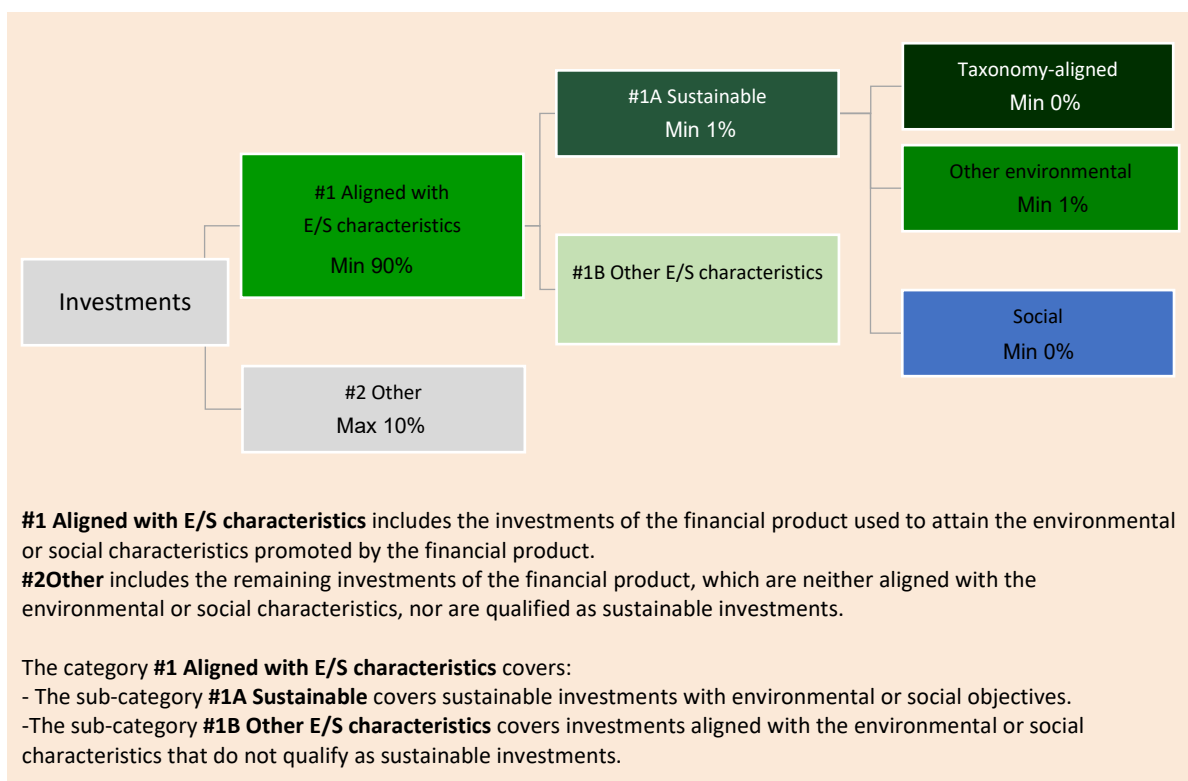 Investments
#1 Aligned with
E/S characteristics
Min 90%
#2 Other
Max 10%
#1A Sustainable
Min 1%
#1B Other E/S characteristics
Taxonomy-aligned
Min 0%
Other environmental
Min 1%
Social
Min 0%
#1 Aligned with E/S characteristics includes the investments of the financial product used to attain the environmental
or social characteristics promoted by the financial product.
#2Other includes the remaining investments of the financial product, which are neither aligned with the
environmental or social characteristics, nor are qualified as sustainable investments.
The category #1 Aligned with E/S characteristics covers:
- The sub-category #1A Sustainable covers sustainable investments with environmental or social objectives.
-The sub-category #1B Other E/S characteristics covers investments aligned with the environmental or social
characteristics that do not qualify as sustainable investments.